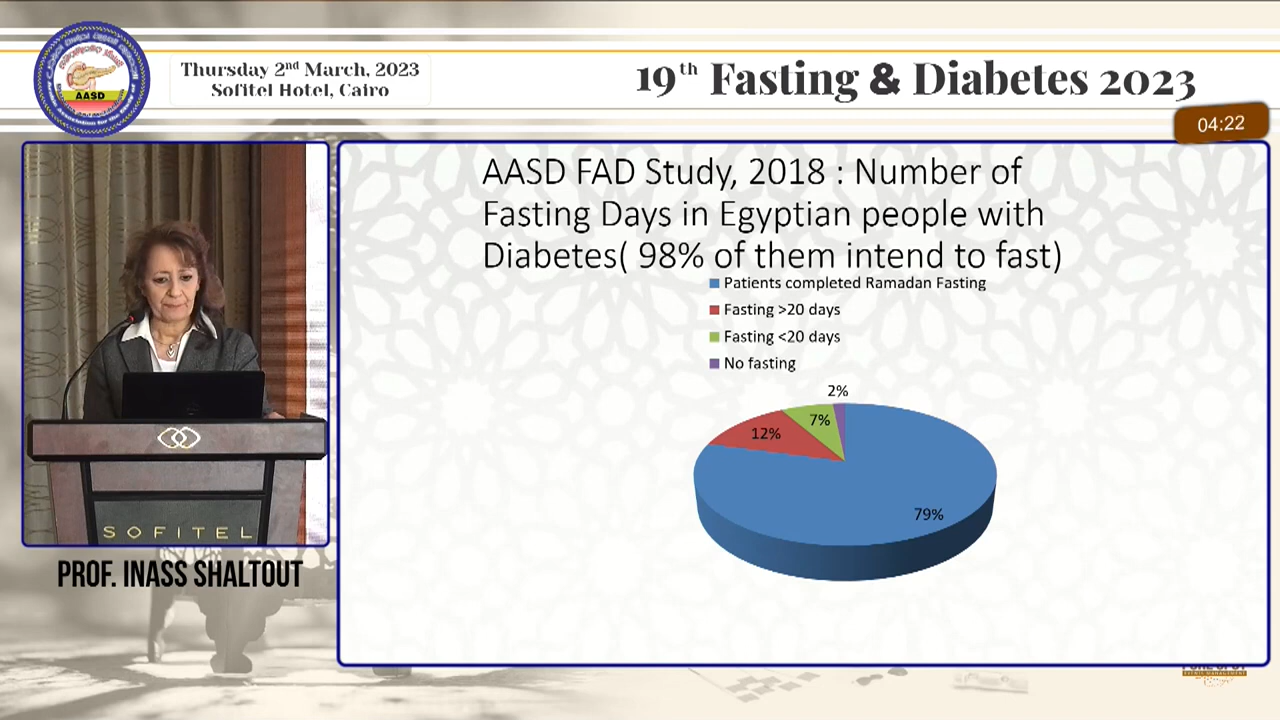 AASD
Thursday 2nd March, 2023
Sofitel Hotel, Cairo
19th Fasting & Diabetes 2023
04:22
AASD FAD Study, 2018 : Number of
Fasting Days in Egyptian people with
Diabetes( 98% of them intend to fast)
Patients completed Ramadan Fasting
Fasting >20 days
Fasting <20 days
No fasting
2%
7%
12%
79%
SOFITEL
PROF. INASS SHALTOUT